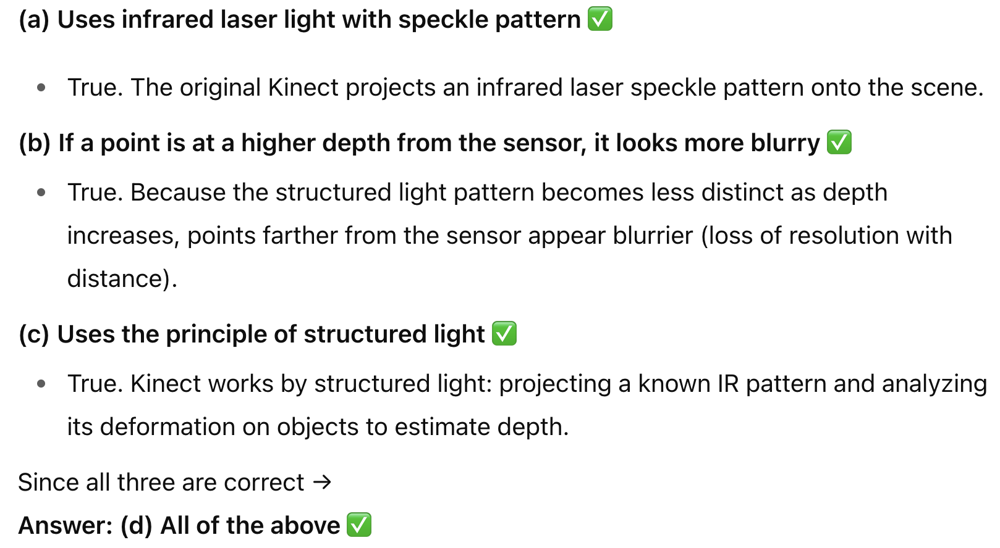 (a) Uses infrared laser light with speckle pattern ✅
• True. The original Kinect projects an infrared laser speckle pattern onto the scene.
(b) If a point is at a higher depth from the sensor, it looks more blurry ✅
• True. Because the structured light pattern becomes less distinct as depth
increases, points farther from the sensor appear blurrier (loss of resolution with
distance).
(c) Uses the principle of structured light ✅
• True. Kinect works by structured light: projecting a known IR pattern and analyzing
its deformation on objects to estimate depth.
Since all three are correct →
Answer: (d) All of the above ✅